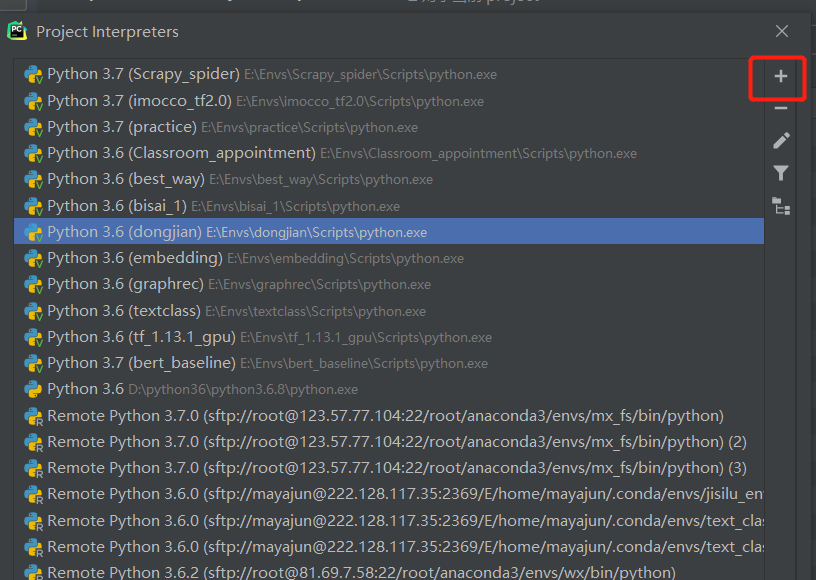 PC
Project Interpreters
Python 3.7 (Scrapy_spider) E:\Envs\Scrapy_spider\Scripts\python.exe
Python 3.7 (imocco_tf2.0) E:\Envs\imocco_tf2.0\Scripts\python.exe
Python 3.7 (practice) E:\Envs\practice\Scripts\python.exe
Python 3.6 (Classroom_appointment) E:\Envs\Classroom_appointment\Scripts\python.exe
Python 3.6 (best_way) E:\Envs\best_way\Scripts\python.exe
Python 3.6 (bisai_1) E:\Envs\bisai_1\Scripts\python.exe
Python 3.6 (dongjian) E:\Envs\dongjian\Scripts\python.exe
Python 3.6 (embedding) E:\Envs\embedding\Scripts\python.exe
Python 3.6 (graphrec) E:\Envs\graphrec\Scripts\python.exe
Python 3.6 (textclass) E:\Envs\textclass\Scripts\python.exe
Python 3.6 (tf_1.13.1_gpu) E:\Envs\tf_1.13.1_gpu\Scripts\python.exe
Python 3.7 (bert_baseline) E:\Envs\bert_baseline\Scripts\python.exe
Python 3.6 D:\python36\python3.6.8\python.exe
Remote Python 3.7.0 (sftp://root@123.57.77.104:22/root/anaconda3/envs/mx_fs/bin/python)
Remote Python 3.7.0 (sftp://root@123.57.77.104:22/root/anaconda3/envs/mx_fs/bin/python) (2)
Remote Python 3.7.0 (sftp://root@123.57.77.104:22/root/anaconda3/envs/mx_fs/bin/python) (3)
Remote Python 3.6.0 (sftp://mayajun@222.128.117.35:2369/E/home/mayajun/.conda/envs/jisilu_en
Remote Python 3.6.0 (sftp://mayajun@222.128.117.35:2369/E/home/mayajun/.conda/envs/text_clas
Remote Python 3.6.0 (sftp://mayajun@222.128.117.35:2369/E/home/mayajun/.conda/envs/text_clas
Remote Python 3.6.2 (sftp://root@81.69.7.58:22/root/anaconda3/envs/wx/bin/python)